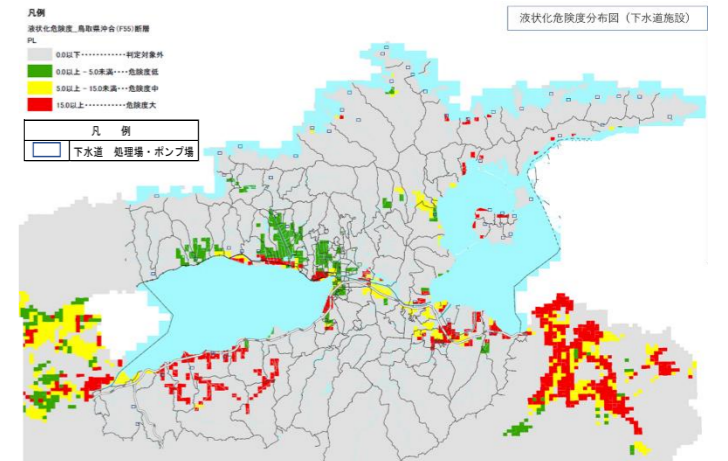 凡例
液状化危険度_鳥取県沖合(F55)断層
PL
0.0以下･････････････判定対象外
0.0以上 − 5.0未満････危険度低
5.0以上 − 15.0未満･･･危険度中
15.0以上･･･････････危険度大
凡　例
下水道　処理場・ポンプ場
液状化危険度分布図（下水道施設）